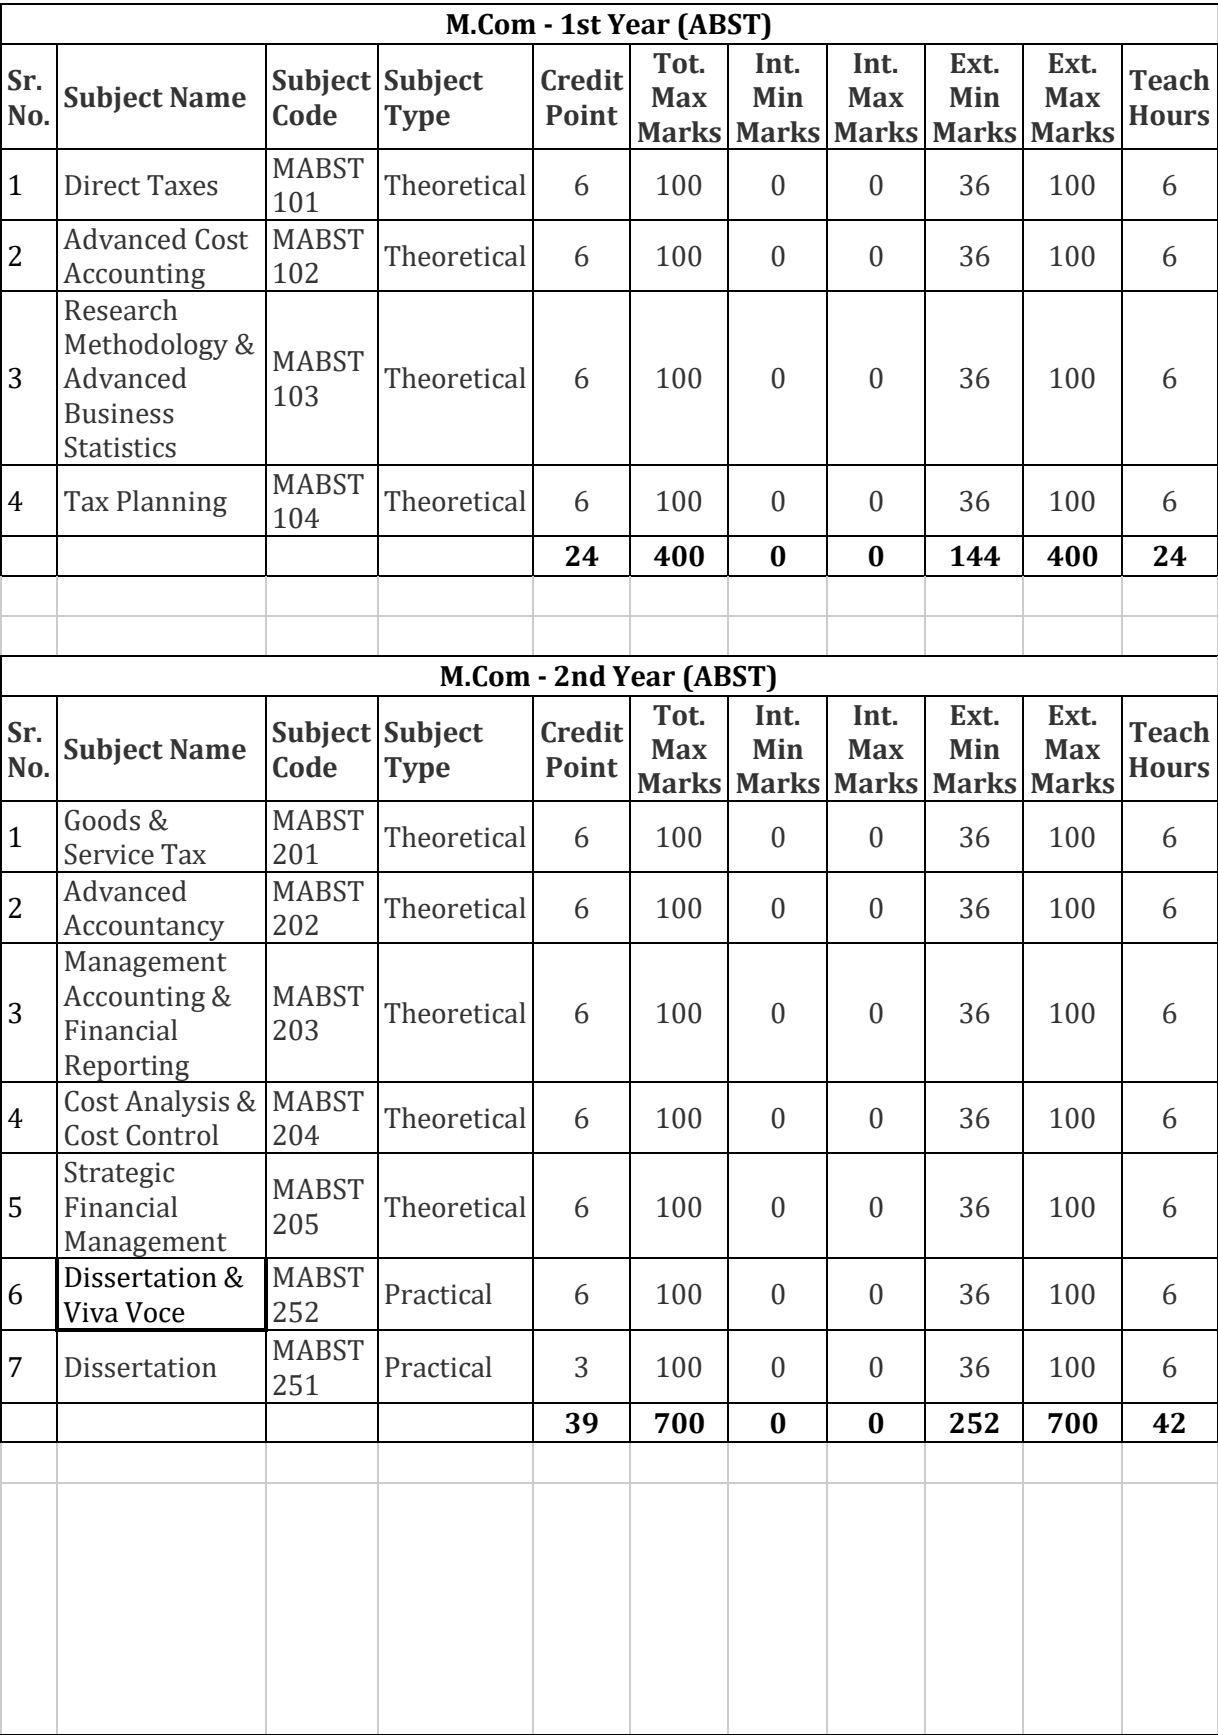 M.Com - 1st Year (ABST)
Sr. No. Subject Name Subject Code Subject Type Credit Point Tot. Max Marks Int. Min Marks Int. Max Marks Ext. Min Marks Ext. Max Marks Teach Hours
1 Direct Taxes MABST 101 Theoretical 6 100 0 0 36 100 6
2 Advanced Cost Accounting MABST 102 Theoretical 6 100 0 0 36 100 6
3 Research Methodology & Advanced Business Statistics MABST 103 Theoretical 6 100 0 0 36 100 6
4 Tax Planning MABST 104 Theoretical 6 100 0 0 36 100 6
24 400 0 0 144 400 24
M.Com - 2nd Year (ABST)
Sr. No. Subject Name Subject Code Subject Type Credit Point Tot. Max Marks Int. Min Marks Int. Max Marks Ext. Min Marks Ext. Max Marks Teach Hours
1 Goods & Service Tax MABST 201 Theoretical 6 100 0 0 36 100 6
2 Advanced Accountancy MABST 202 Theoretical 6 100 0 0 36 100 6
3 Management Accounting & Financial Reporting MABST 203 Theoretical 6 100 0 0 36 100 6
4 Cost Analysis & Cost Control MABST 204 Theoretical 6 100 0 0 36 100 6
5 Strategic Financial Management MABST 205 Theoretical 6 100 0 0 36 100 6
6 Dissertation & Viva Voce MABST 252 Practical 6 100 0 0 36 100 6
7 Dissertation MABST 251 Practical 3 100 0 0 36 100 6
39 700 0 0 252 700 42